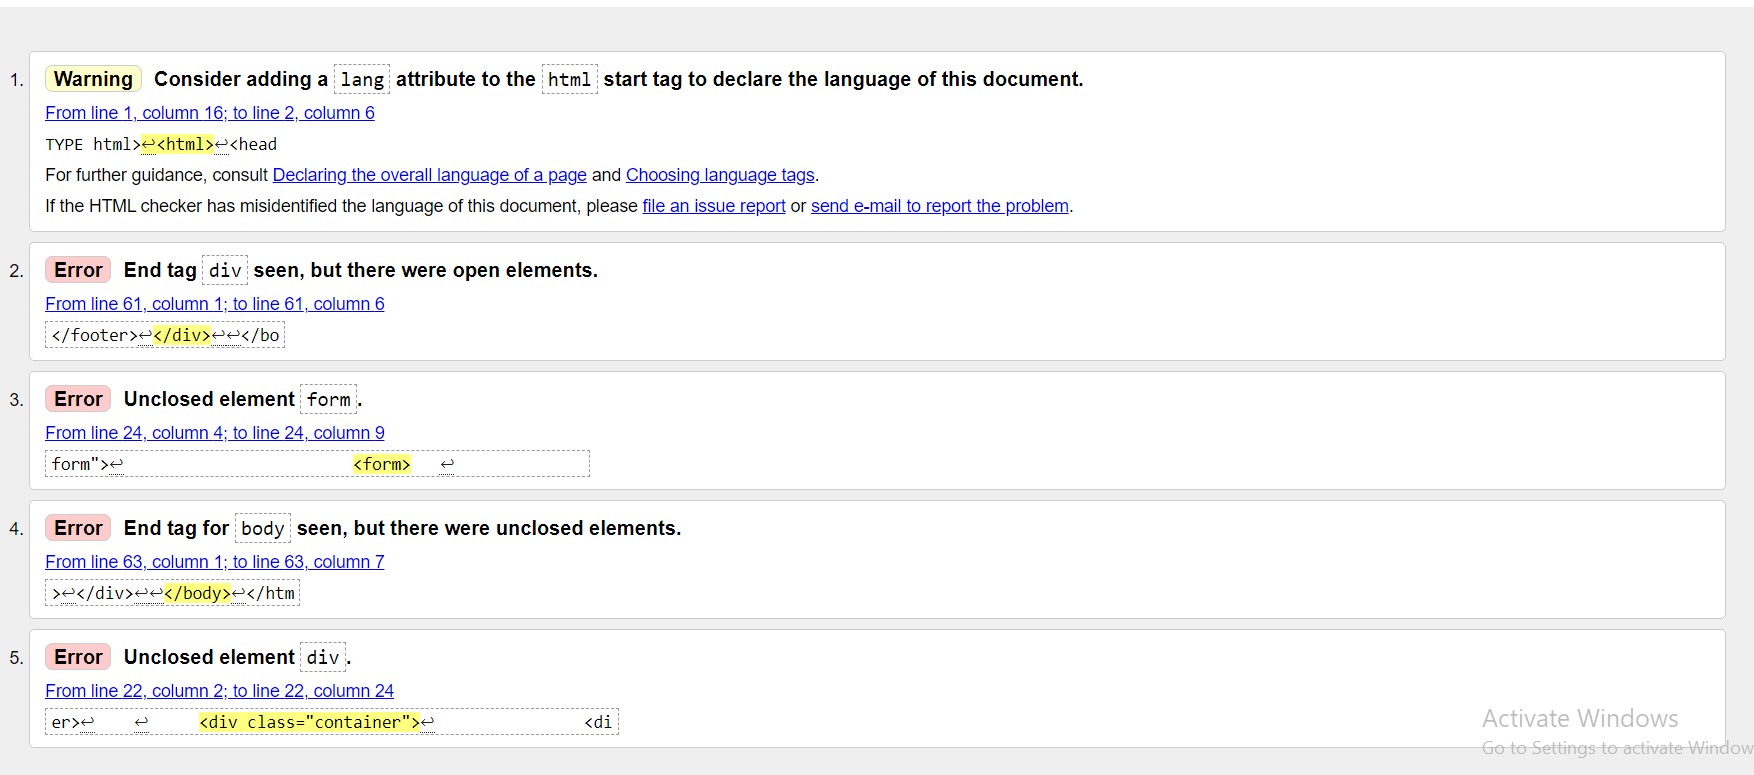 1. Warning Consider adding a lang attribute to the html start tag to declare the language of this document.
From line 1, column 16; to line 2, column 6
TYPE html>↩<html>↩<head
For further guidance, consult Declaring the overall language of a page and Choosing language tags.
If the HTML checker has misidentified the language of this document, please file an issue report or send e-mail to report the problem.
2. Error End tag div seen, but there were open elements.
From line 61, column 1; to line 61, column 6
</footer>↩</div>↩↩</bo
3. Error Unclosed element form.
From line 24, column 4; to line 24, column 9
form">↩ <form> ↩
4. Error End tag for body seen, but there were unclosed elements.
From line 63, column 1; to line 63, column 7
>↩</div>↩↩</body>↩</htm
5. Error Unclosed element div.
From line 22, column 2; to line 22, column 24
er>↩ ↩ <div class="container">↩ <di
Activate Windows
Go to Settings to activate Window